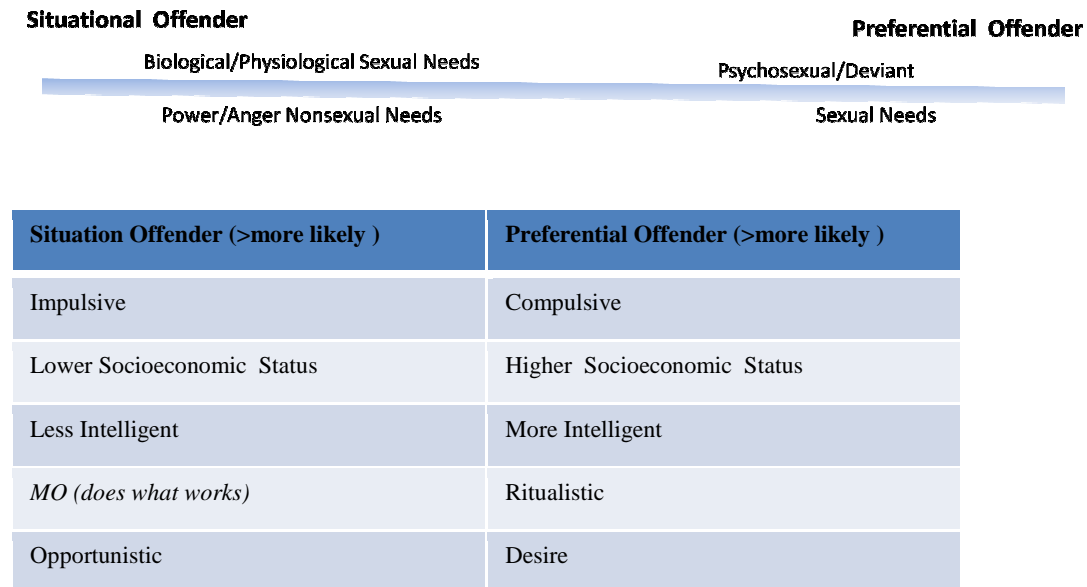 Situational Offender
Preferential Offender
Biological/Physiological Sexual Needs
Psychosexual/Deviant
Power/Anger Nonsexual Needs
Sexual Needs
Situation Offender (>more likely )
Preferential Offender (>more likely )
Impulsive
Compulsive
Lower Socioeconomic Status
Higher Socioeconomic Status
Less Intelligent
More Intelligent
MO (does what works)
Ritualistic
Opportunistic
Desire